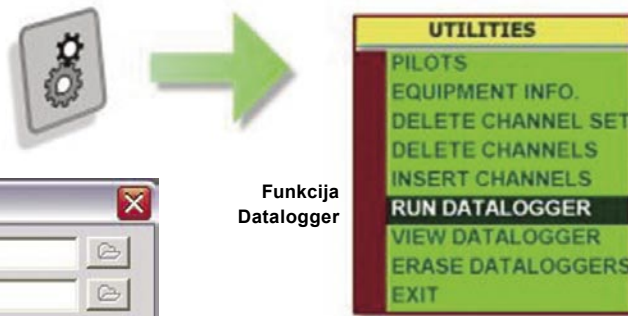 UTILITIES
PILOTS
EQUIPMENT INFO.
DELETE CHANNEL SET
DELETE CHANNELS
INSERT CHANNELS
Funkcija
Datalogger
RUN DATALOGGER
VIEW DATALOGGER
ERASE DATALOGGERS
EXIT